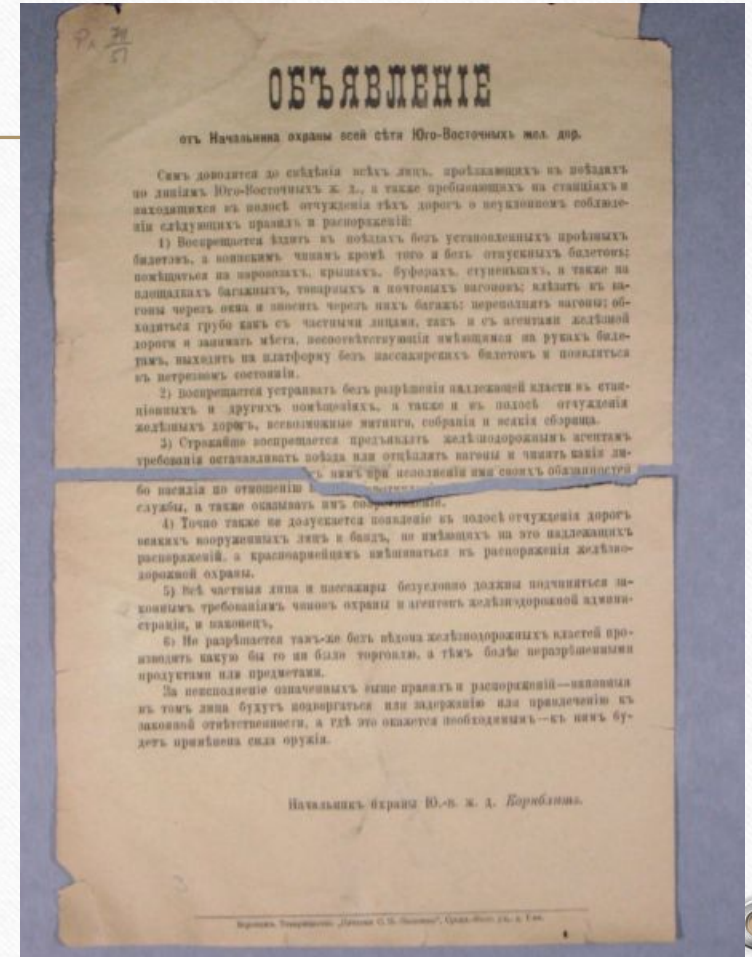 ОБЪЯВЛЕНІЕ
отъ Начальника охраны всей сѣти Юго-Восточныхъ жел. дор.
Симъ доводится до свѣдѣнія всѣхъ лицъ, проѣзжающихъ въ поѣздахъ
по линіямъ Юго-Восточныхъ ж. д., а также пребывающихъ на станціяхъ и
находящихся въ полосѣ отчужденія тѣхъ дорогъ о неуклонномъ соблюде-
ніи слѣдующихъ правилъ и распоряженій:
1) Воспрещается ѣздить въ поѣздахъ безъ установленныхъ проѣзныхъ
билетовъ, а воинскимъ чинамъ кромѣ того и безъ отпускныхъ билетовъ;
помѣщаться на паровозахъ, крышахъ, буферахъ, ступенькахъ, а также на
площадкахъ багажныхъ, товарныхъ и почтовыхъ вагоновъ; влѣзать въ ва-
гоны черезъ окна и вносить черезъ нихъ багажъ; переполнять вагоны; об-
ходиться грубо какъ съ частными лицами, такъ и съ агентами желѣзной
дороги и занимать мѣста, несоотвѣтствующія имѣющимся на рукахъ биле-
тамъ, выходить на платформу безъ пассажирскихъ билетовъ и появляться
въ нетрезвомъ состояніи.
2) Воспрещается устраивать безъ разрѣшенія надлежащей власти въ стан-
ціонныхъ и другихъ помѣщеніяхъ, а также и въ полосѣ отчужденія
желѣзныхъ дорогъ, всевозможные митинги, собранія и всякія сборища.
3) Строжайше воспрещается предъявлять желѣзнодорожнымъ агентамъ
требованія останавливать поѣзда или отцѣплять вагоны и чинить какія ли-
бо насилія по отношенію къ нимъ при исполненіи ими своихъ обязанностей
службы, а также оказывать имъ
4) Точно также не допускается появленіе въ полосѣ отчужденія дорогъ
всякихъ вооруженныхъ лицъ и бандъ, не имѣющихъ на это надлежащихъ
распоряженій, а красноармейцамъ вмѣшиваться въ распоряженія желѣзно-
дорожной охраны.
5) Всѣ частныя лица и пассажиры безусловно должны подчиняться за-
коннымъ требованіямъ чиновъ охраны и агентовъ желѣзнодорожной админи-
страціи, и наконецъ,
6) Не разрѣшается такъ-же безъ вѣдома желѣзнодорожныхъ властей про-
изводить какую бы то ни было торговлю, а тѣмъ болѣе неразрѣшенными
продуктами или предметами.
За неисполненіе означенныхъ выше правилъ и распоряженій—виновныя
въ томъ лица будутъ подвергаться или задержанію или привлеченію къ
законной отвѣтственности, а гдѣ это окажется необходимымъ—къ нимъ бу-
детъ примѣнена сила оружія.
Начальникъ охраны Ю.-в. ж. д.